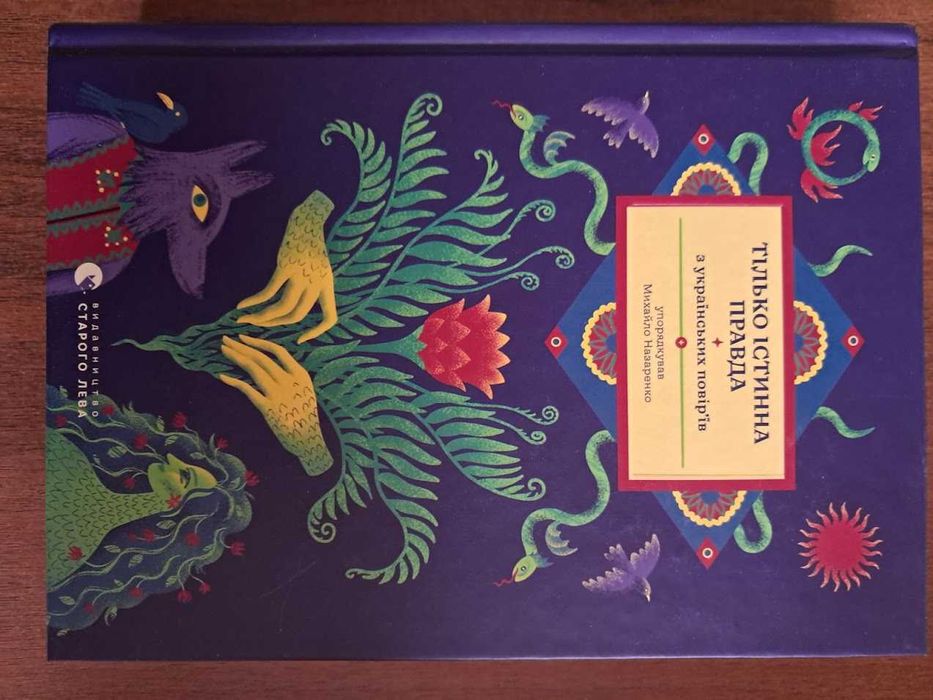 ТІЛЬКО ІСТИННА
ПРАВДА
з українських повір'їв
упорядкував
Михайло Назаренко
ВИДАВНИЦТВО
СТАРОГО ЛЕВА